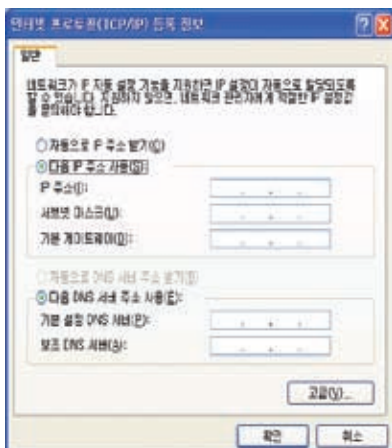 인터넷 프로토콜(TCP/IP) 등록 정보
일반
네트워크가 IP 자동 설정 기능을 지원하면 IP 설정이 자동으로 할당되도록
할 수 있습니다. 지원하지 않으면, 네트워크 관리자에게 적절한 IP 설정값
을 문의해야 합니다.
자동으로 IP 주소 받기(O)
다음 IP 주소 사용(S):
IP 주소(I):
서브넷 마스크(U):
기본 게이트웨이(D):
자동으로 DNS 서버 주소 받기(B)
다음 DNS 서버 주소 사용(E):
기본 설정 DNS 서버(P):
보조 DNS 서버(A):
고급(V)...
확인
취소